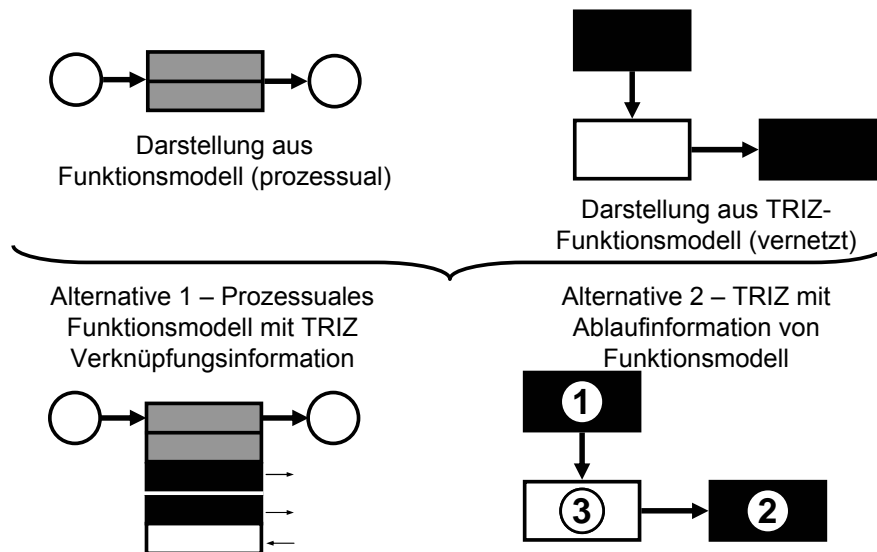 Darstellung aus
Funktionsmodell (prozessual)
Darstellung aus TRIZ-
Funktionsmodell (vernetzt)
Alternative 1 – Prozessuales
Funktionsmodell mit TRIZ
Verknüpfungsinformation
Alternative 2 – TRIZ mit
Ablaufinformation von
Funktionsmodell
1
3
2